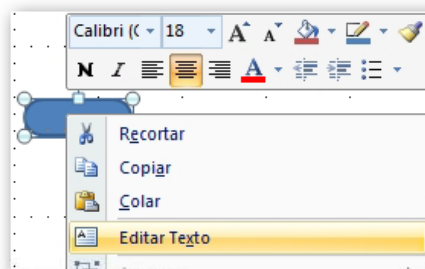 Calibri (C 18 A A
N I A
Recortar
Copiar
Colar
Editar Texto